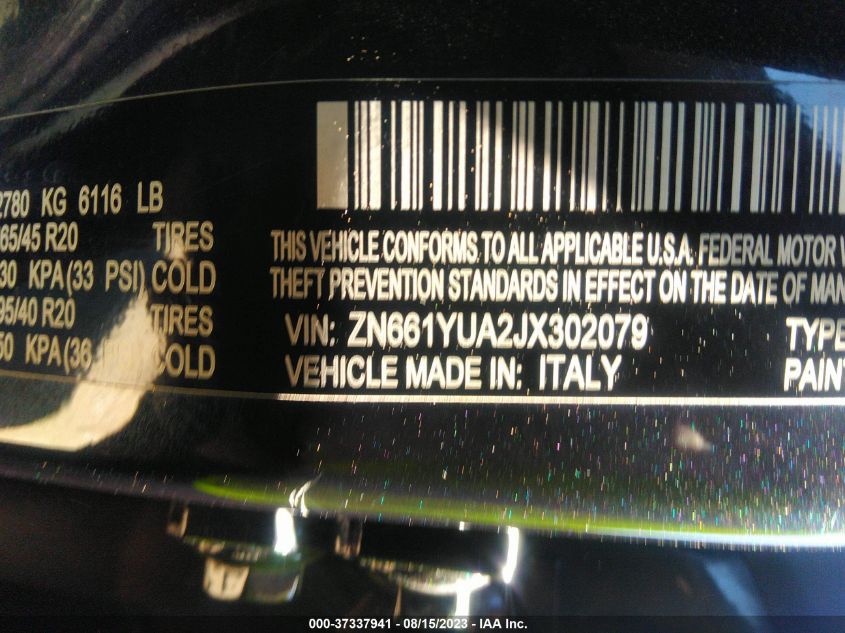 2780 KG 6116 LB
65/45 R20 TIRES
30 KPA(33 PSI) COLD
95/40 R20 TIRES
50 KPA(36 COLD
THIS VEHICLE CONFORMS TO ALL APPLICABLE U.S.A. FEDERAL MOTOR V
THEFT PREVENTION STANDARDS IN EFFECT ON THE DATE OF MAN
VIN: ZN661YUA2JX302079 TYPE
VEHICLE MADE IN: ITALY PAINT
000-37337941 - 08/15/2023 - IAA Inc.